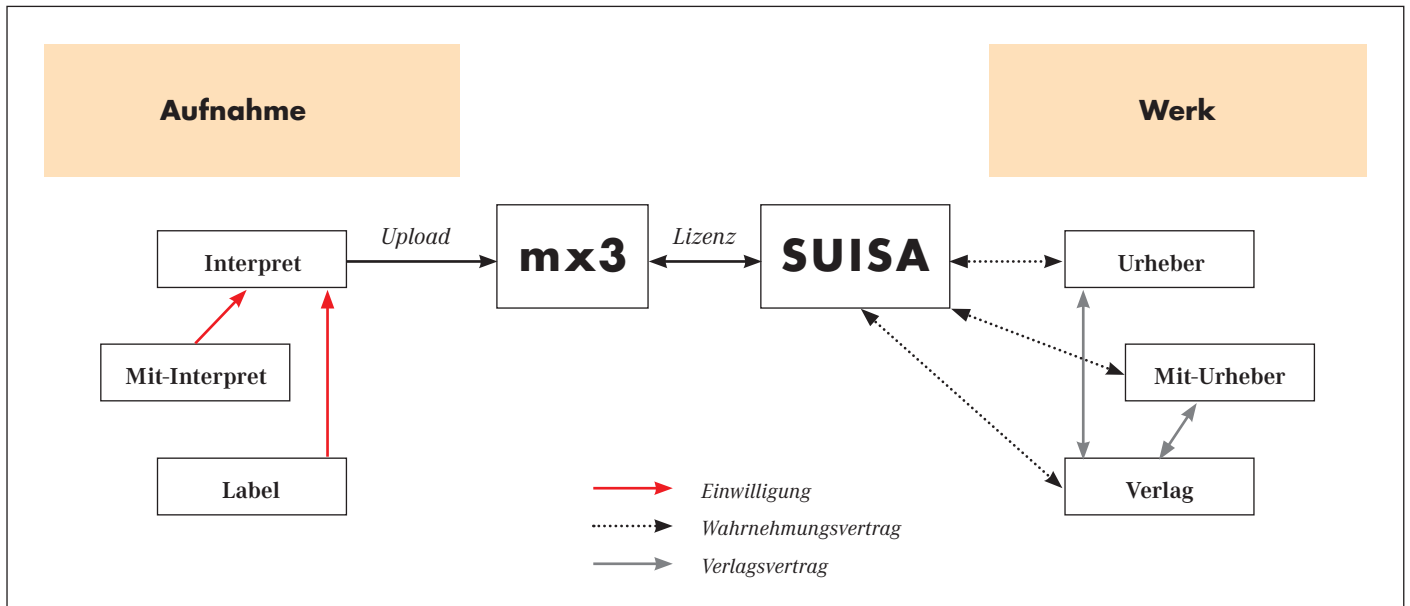 Aufnahme
Werk
Upload
Lizenz
Interpret
mx3
SUISA
Urheber
Mit-Interpret
Mit-Urheber
Label
Verlag
Einwilligung
Wahrnehmungsvertrag
Verlagsvertrag